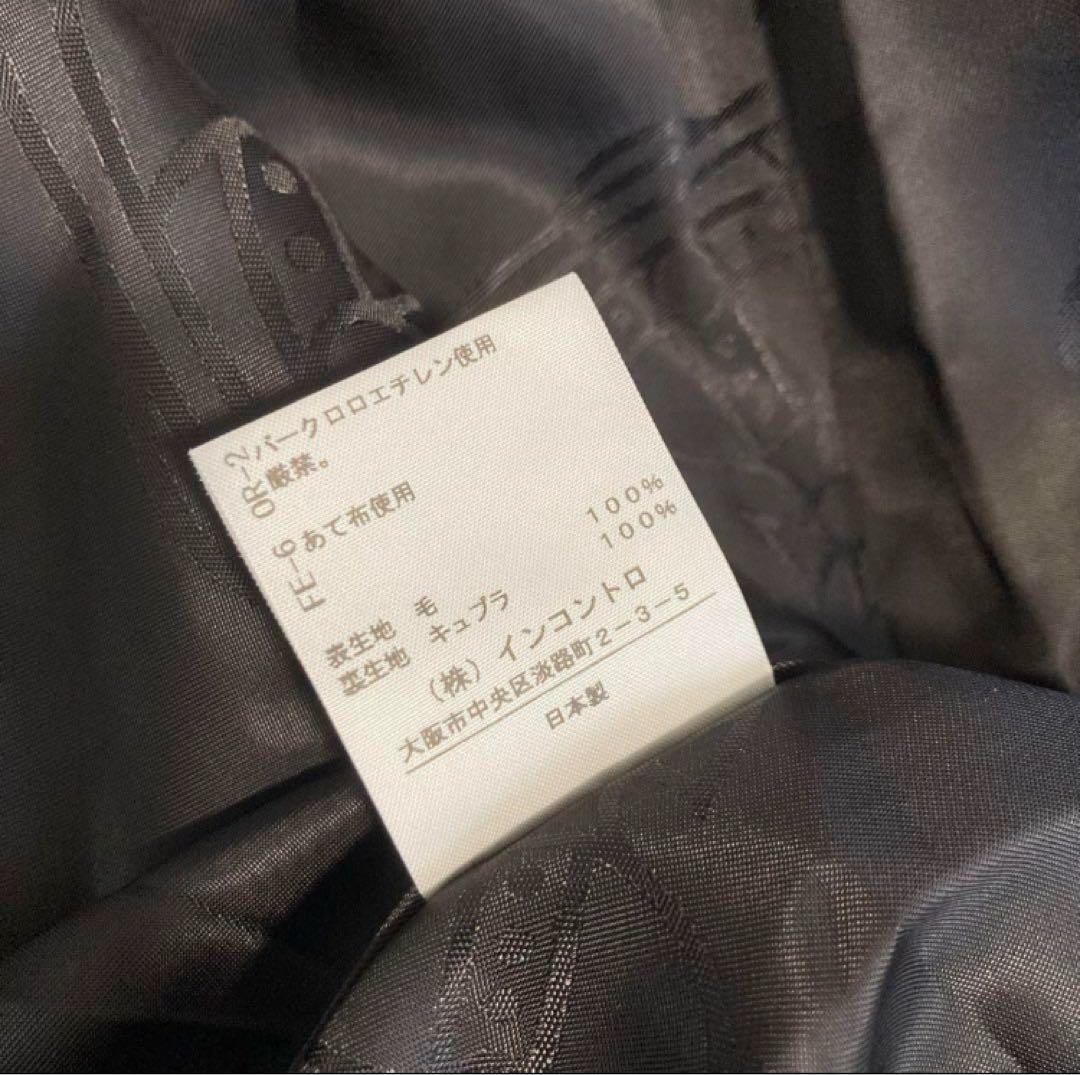 パークロロエチレン使用
厳禁。
OR-2
あて布使用
FE-6
表生地 毛 100%
裏生地 キュプラ 100%
(株) インコントロ
大阪市中央区淡路町2-3-5
日本製